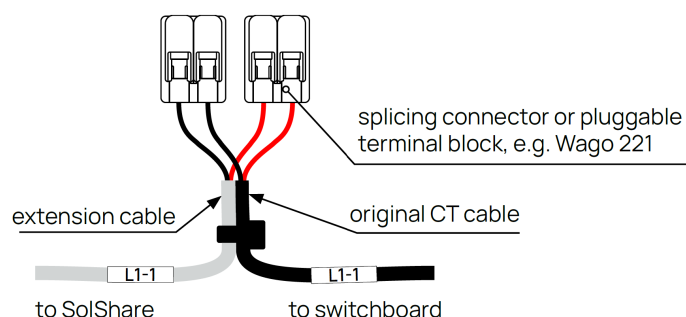 splicing connector or pluggable
terminal block, e.g. Wago 221
extension cable
original CT cable
L1-1
L1-1
to SolShare
to switchboard